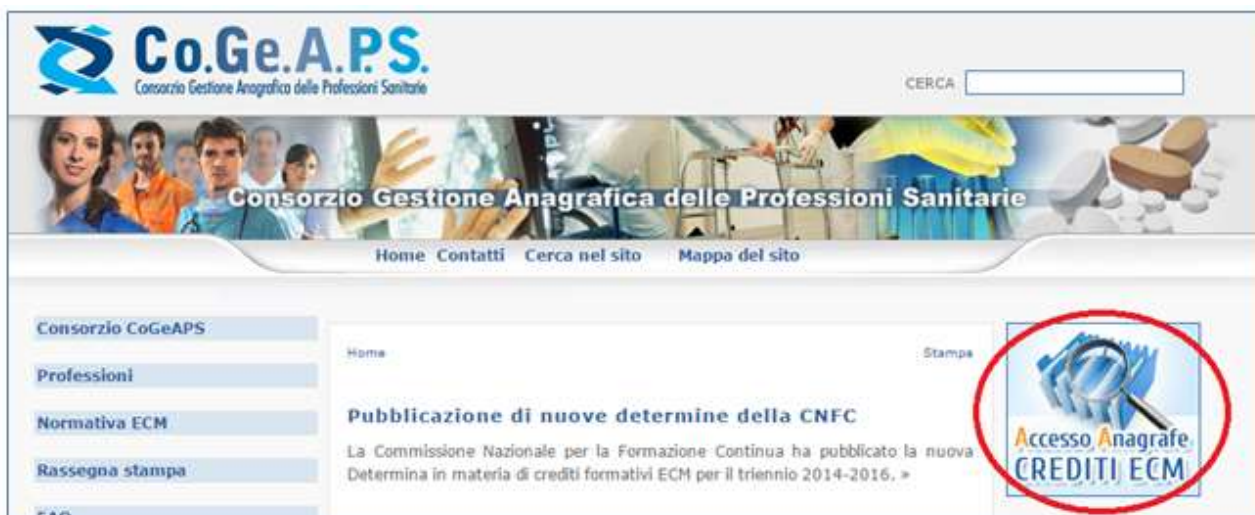 Co.Ge.A.P.S.
Consorzio Gestione Anagrafica delle Professioni Sanitarie
CERCA
Consorzio Gestione Anagrafica delle Professioni Sanitarie
Home Contatti Cerca nel sito Mappa del sito
Consorzio CoGeAPS
Professioni
Normativa ECM
Rassegna stampa
FAQ
Home Stampa
Pubblicazione di nuove determine della CNFC
La Commissione Nazionale per la Formazione Continua ha pubblicato la nuova
Determina in materia di crediti formativi ECM per il triennio 2014-2016. »
Accesso Anagrafe
CREDITI ECM